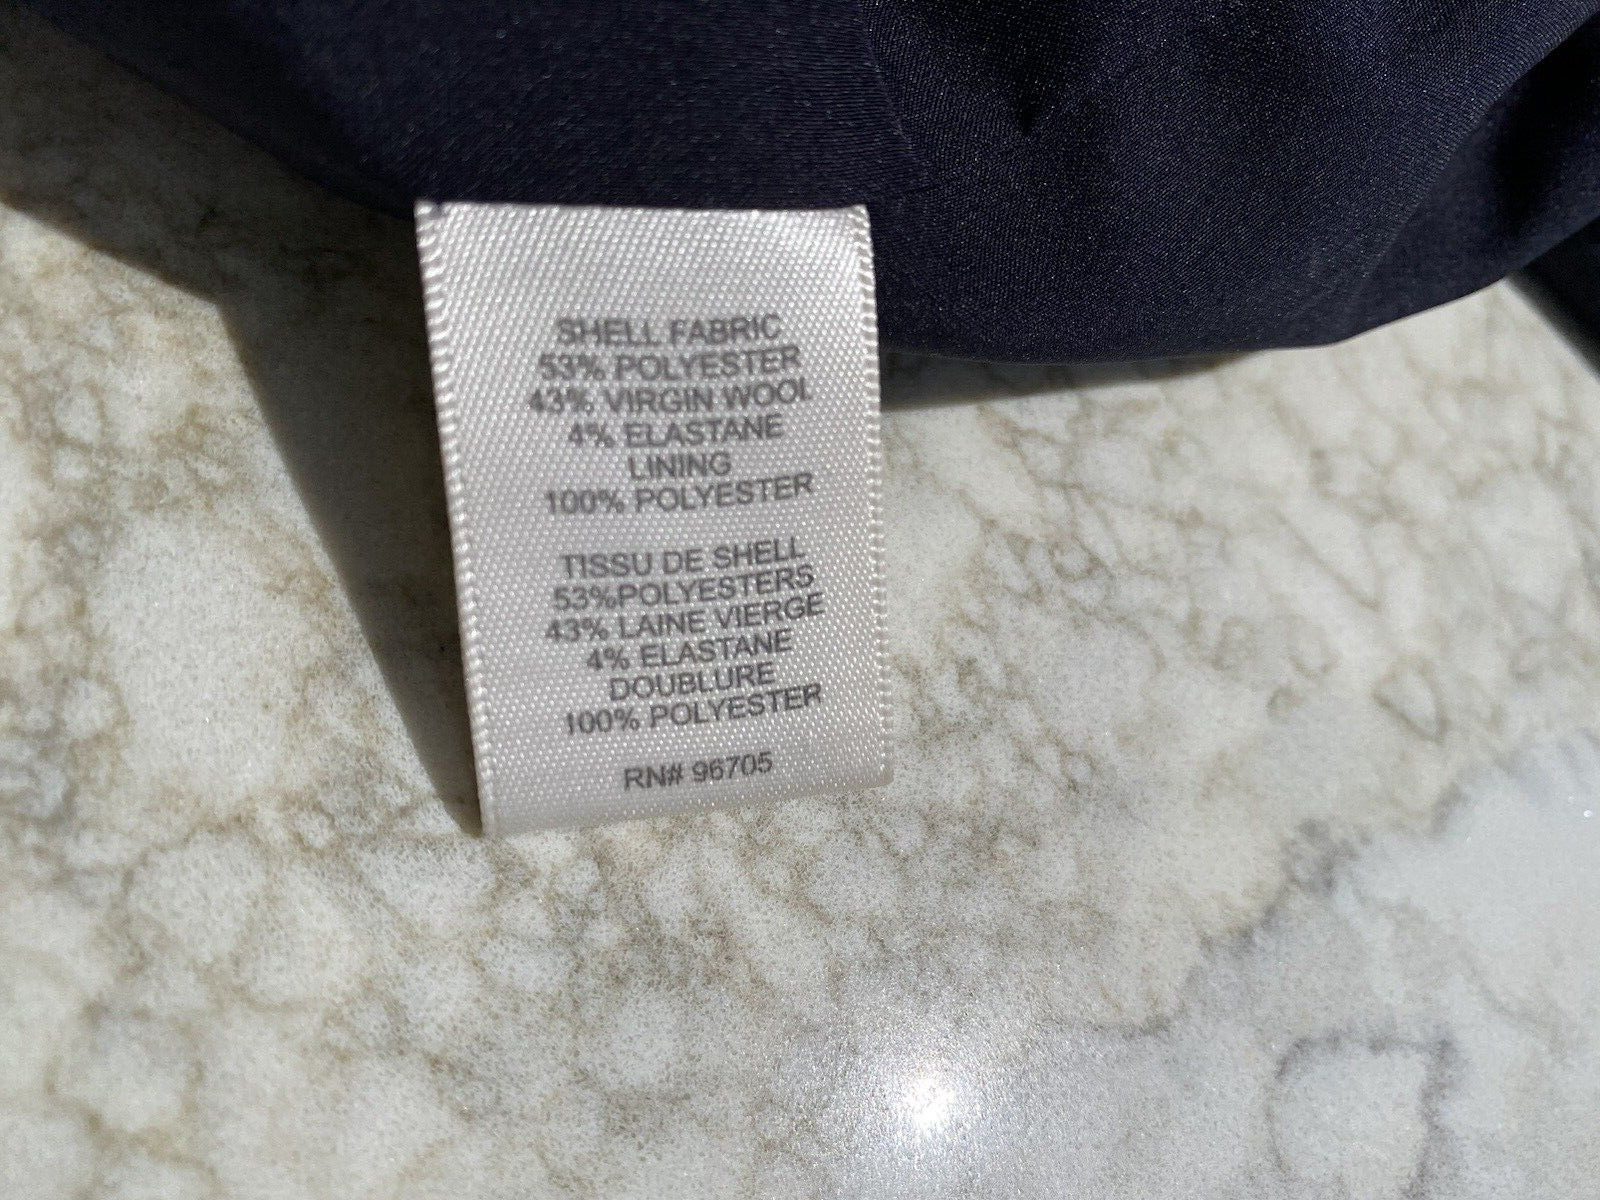 SHELL FABRIC
53% POLYESTER
43% VIRGIN WOOL
4% ELASTANE
LINING
100% POLYESTER
TISSU DE SHELL
53%POLYESTERS
43% LAINE VIERGE
4% ELASTANE
DOUBLURE
100% POLYESTER
RN# 96705